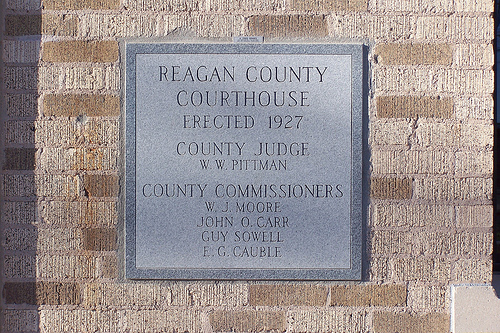 REAGAN COUNTY
COURTHOUSE
ERECTED 1927
COUNTY JUDGE
W. W. PITTMAN
COUNTY COMMISSIONERS
W. J. MOORE
JOHN O. CARR
GUY SOWELL
E. G. CAUBLE